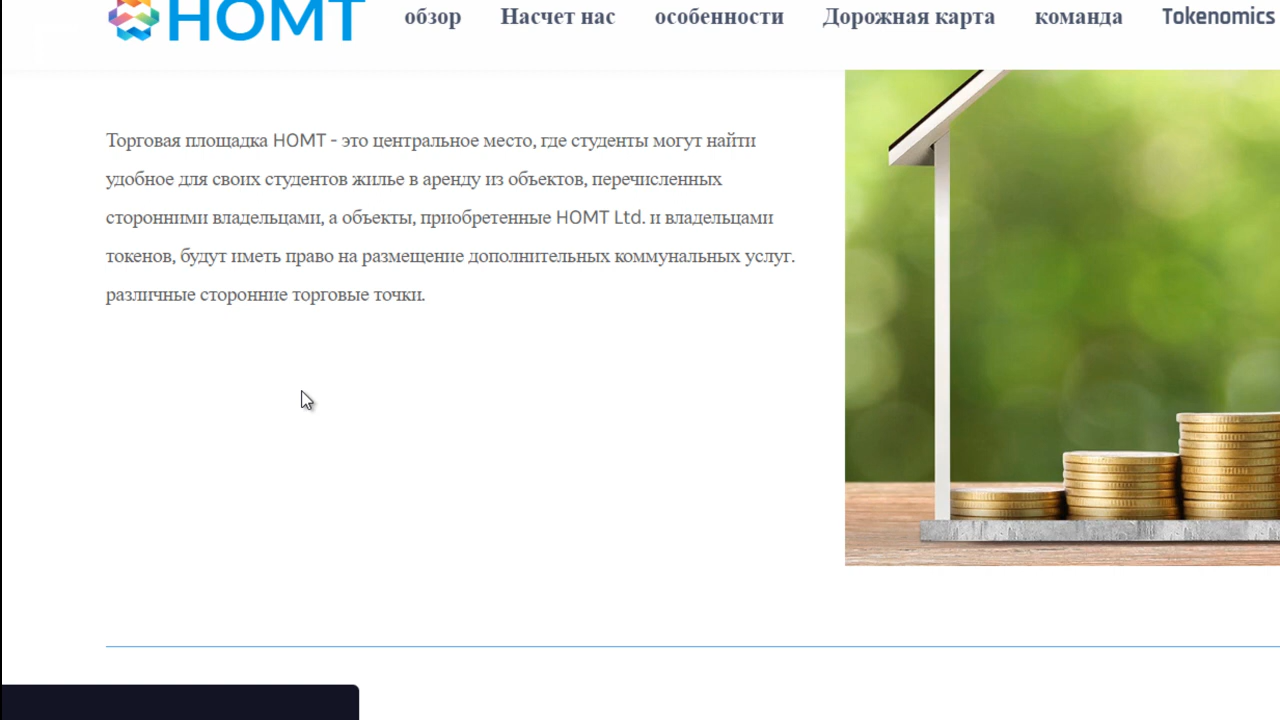 HOMT обзор Насчет нас особенности Дорожная карта команда Tokenomics
Торговая площадка HOMT - это центральное место, где студенты могут найти
удобное для своих студентов жилье в аренду из объектов, перечисленных
сторонними владельцами, а объекты, приобретенные HOMT Ltd. и владельцами
токенов, будут иметь право на размещение дополнительных коммунальных услуг.
различные сторонние торговые точки.